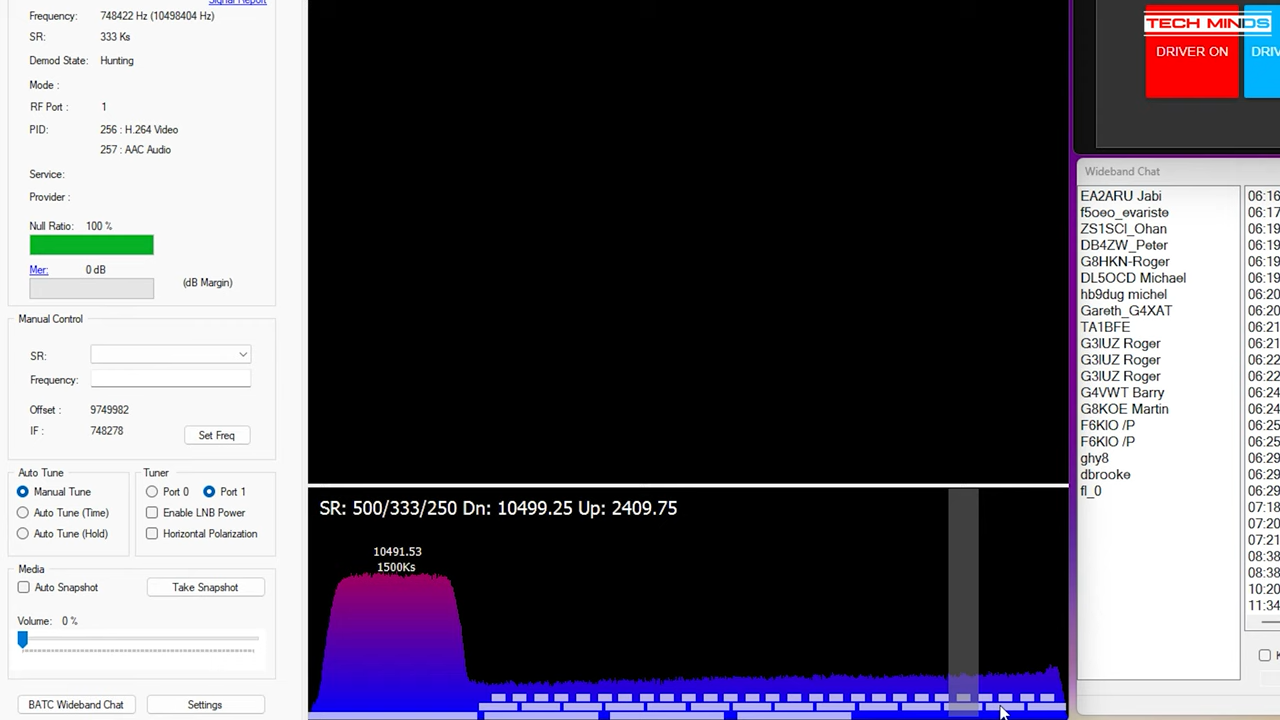 Signal Report
Frequency: 748422 Hz (10498404 Hz)
SR: 333 Ks
Demod State: Hunting
Mode :
RF Port : 1
PID: 256 : H.264 Video
257 : AAC Audio
Service:
Provider :
Null Ratio: 100 %
Mer: 0 dB
(dB Margin)
Manual Control
SR:
Frequency:
Offset : 9749982
IF : 748278
Set Freq
Auto Tune
Manual Tune
Auto Tune (Time)
Auto Tune (Hold)
Tuner
Port 0 Port 1
Enable LNB Power
Horizontal Polarization
Media
Auto Snapshot
Take Snapshot
Volume: 0 %
BATC Wideband Chat
Settings
SR: 500/333/250 Dn: 10499.25 Up: 2409.75
10491.53
1500Ks
TECH MINDS
DRIVER ON
DRIV
Wideband Chat
EA2ARU Jabi
f5oeo_evariste
ZS1SCI_Ohan
DB4ZW_Peter
G8HKN-Roger
DL5OCD Michael
hb9dug michel
Gareth_G4XAT
TA1BFE
G3IUZ Roger
G3IUZ Roger
G3IUZ Roger
G4VWT Barry
G8KOE Martin
F6KIO /P
F6KIO /P
ghy8
dbrooke
fl_0
06:16
06:17
06:19
06:19
06:19
06:19
06:20
06:20
06:21
06:21
06:22
06:22
06:24
06:24
06:25
06:25
06:29
06:29
06:29
07:18
07:20
07:21
08:38
08:38
10:20
11:34